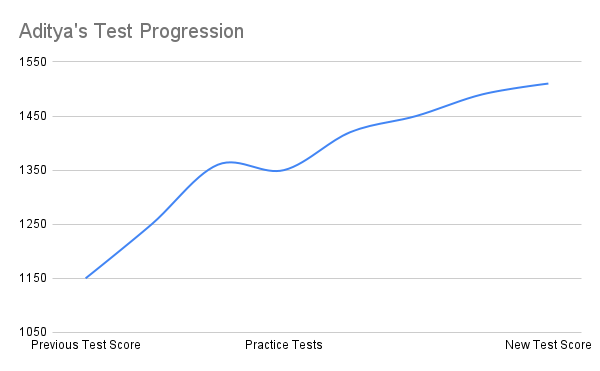 Aditya's Test Progression
1550
1450
1350
1250
1150
1050
Previous Test Score
Practice Tests
New Test Score